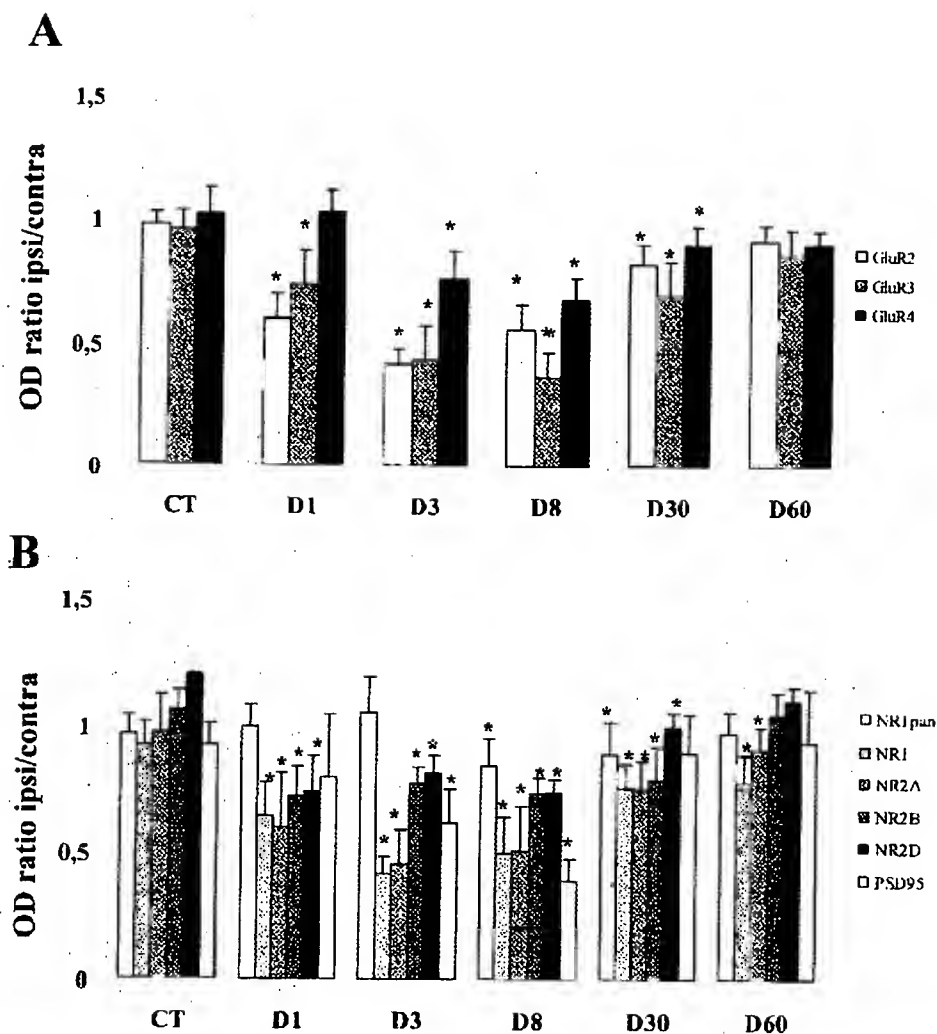 A
1,5
1
0,5
0
OD ratio ipsi/contra
* * * * * * * * * * *
GluR2
GluR3
GluR4
CT D1 D3 D8 D30 D60
B
1,5
1
0,5
0
OD ratio ipsi/contra
NR1pan
NR1
NR2A
NR2B
NR2D
PSD95
CT D1 D3 D8 D30 D60